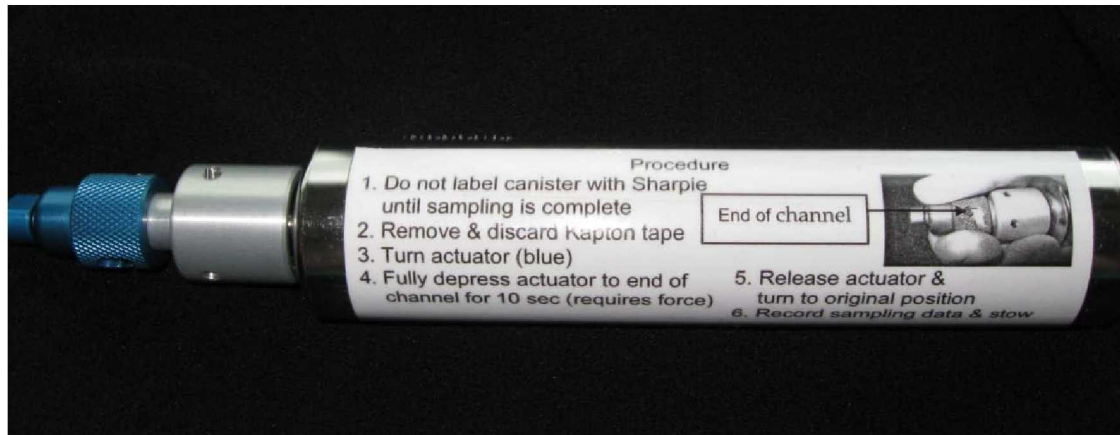 Procedure
1. Do not label canister with Sharpie
until sampling is complete
2. Remove & discard Kapton tape
3. Turn actuator (blue)
4. Fully depress actuator to end of
channel for 10 sec (requires force)
End of channel
5. Release actuator &
turn to original position
6. Record sampling data & stow